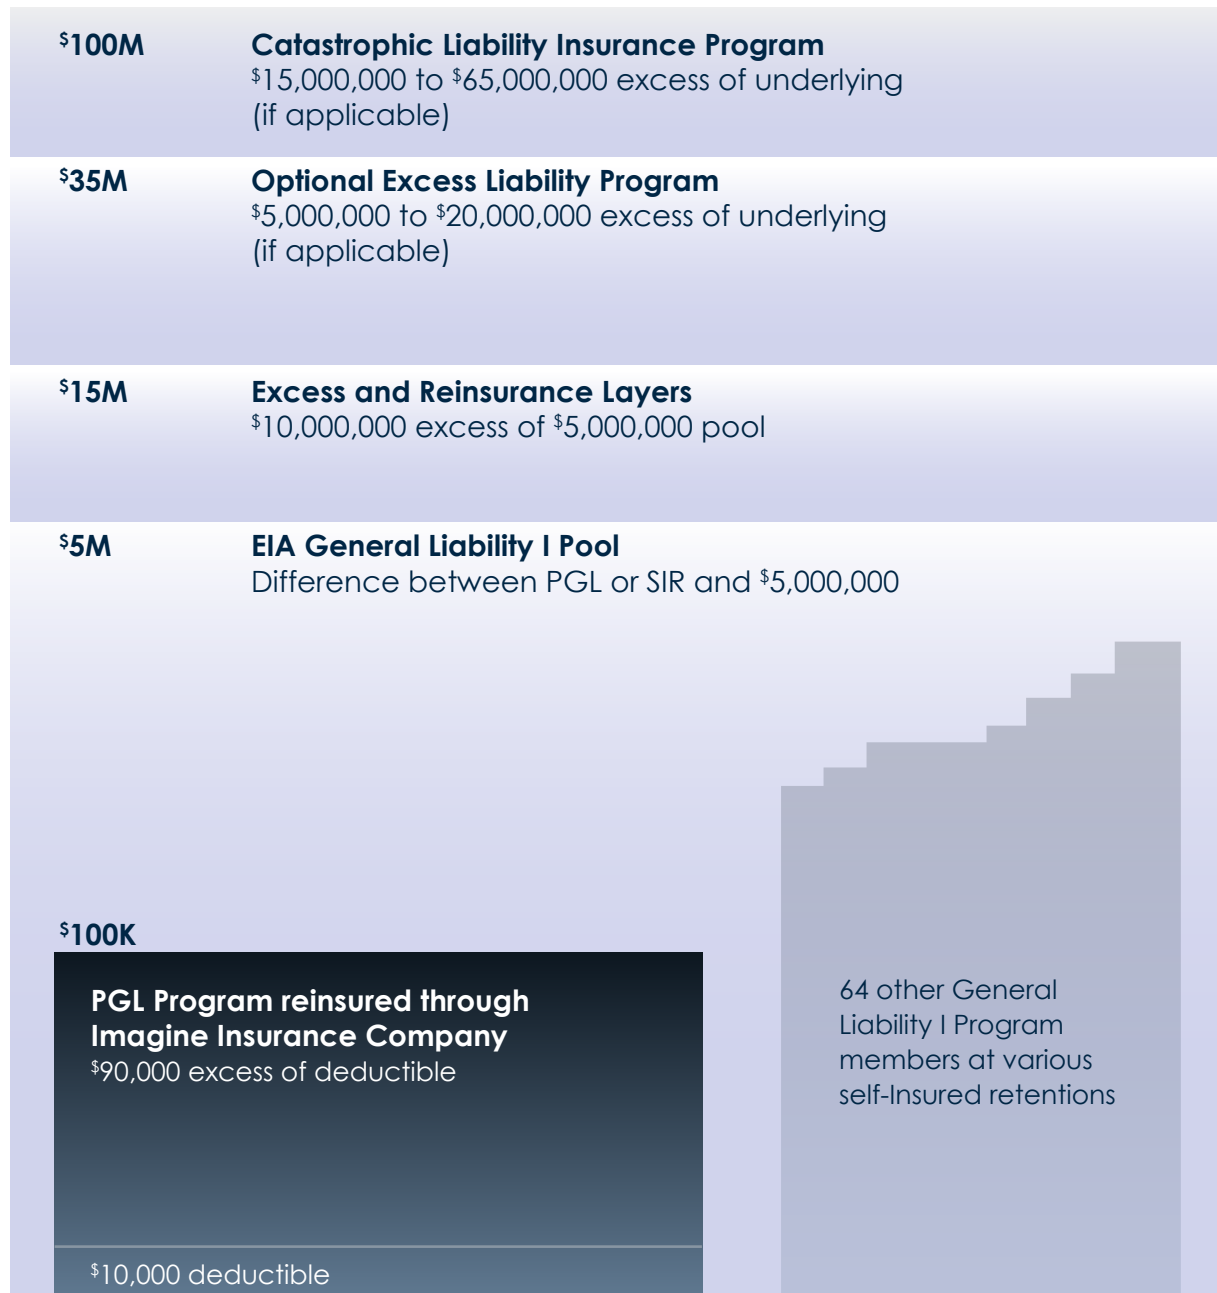 $100M Catastrophic Liability Insurance Program
$15,000,000 to $65,000,000 excess of underlying
(if applicable)
$35M Optional Excess Liability Program
$5,000,000 to $20,000,000 excess of underlying
(if applicable)
$15M Excess and Reinsurance Layers
$10,000,000 excess of $5,000,000 pool
$5M EIA General Liability I Pool
Difference between PGL or SIR and $5,000,000
$100K
PGL Program reinsured through
Imagine Insurance Company
$90,000 excess of deductible
$10,000 deductible
64 other General
Liability I Program
members at various
self-Insured retentions